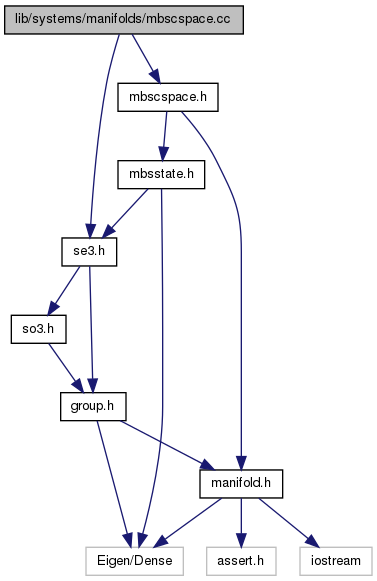 lib/systems/manifolds/mbscspace.cc
mbscspace.h
mbsstate.h
se3.h
so3.h
group.h
manifold.h
Eigen/Dense
assert.h
iostream